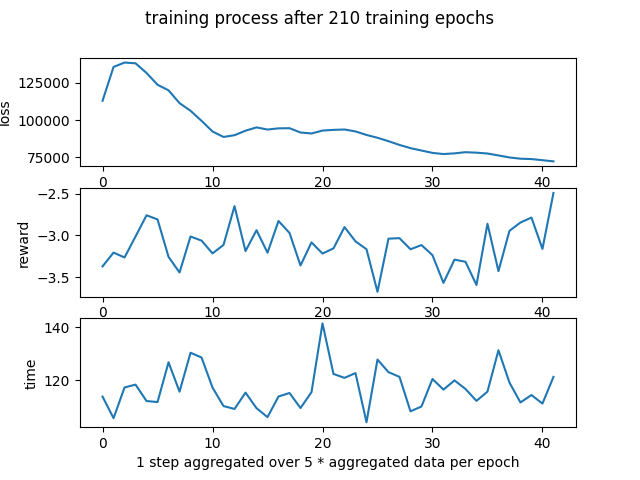 training process after 210 training epochs
125000
100000
75000
loss
0 10 20 30 40
−2.5
−3.0
−3.5
reward
0 10 20 30 40
140
120
time
0 10 20 30 40
1 step aggregated over 5 * aggregated data per epoch